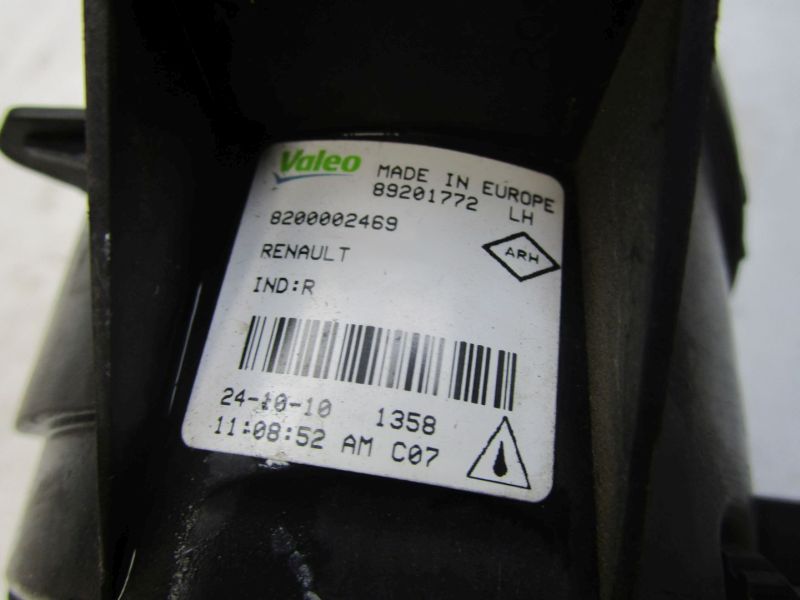 Valeo MADE IN EUROPE
89201772 LH
8200002469
RENAULT
ARH
IND:R
24-10-10 1358
11:08:52 AM C07